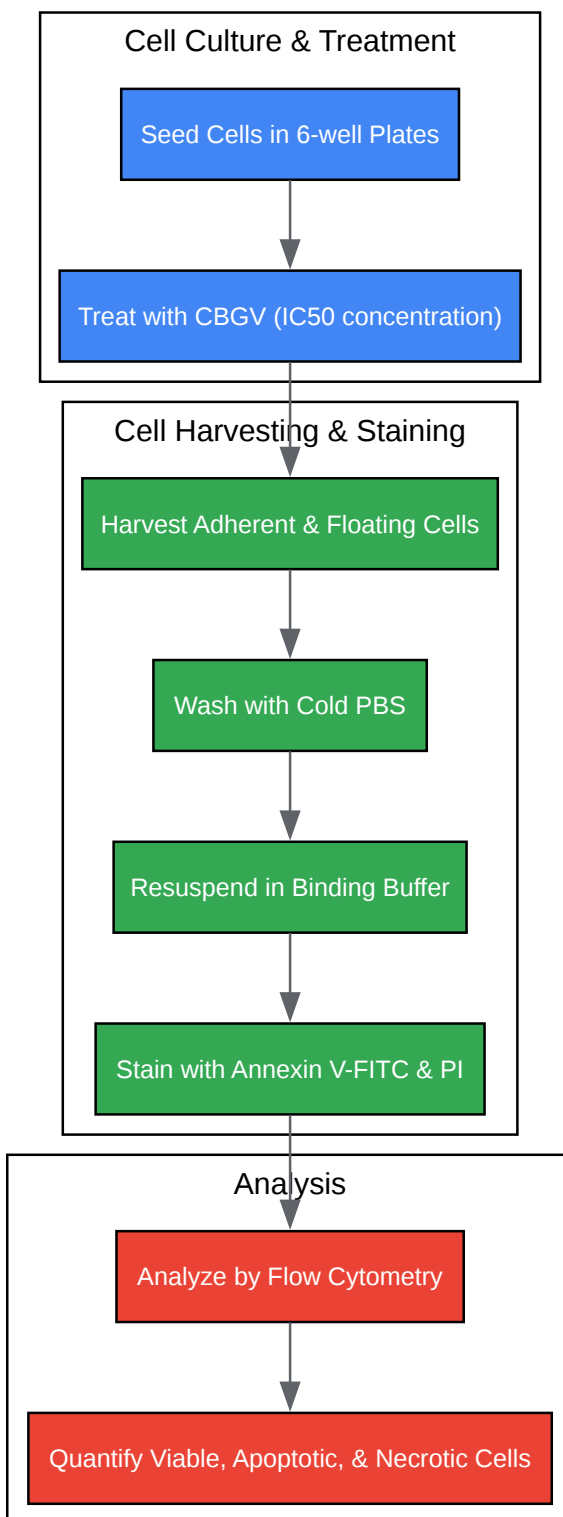 Cell Culture & Treatment
Seed Cells in 6-well Plates
Treat with CBGV (IC50 concentration)
Cell Harvesting & Staining
Harvest Adherent & Floating Cells
Wash with Cold PBS
Resuspend in Binding Buffer
Stain with Annexin V-FITC & PI
Analysis
Analyze by Flow Cytometry
Quantify Viable, Apoptotic, & Necrotic Cells